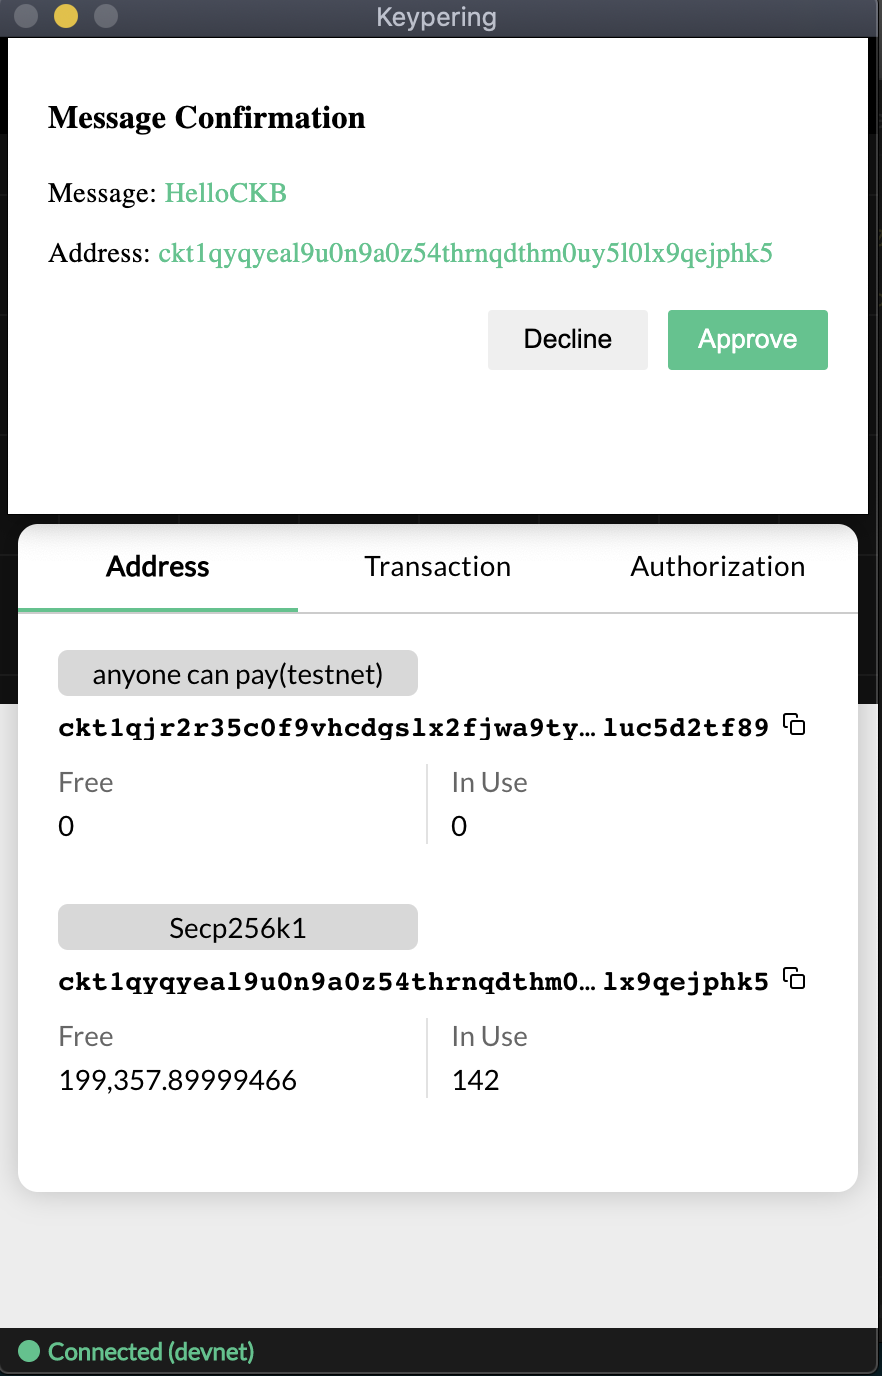 Keypering
Message Confirmation
Message: HelloCKB
Address: ckt1qyqyeal9u0n9a0z54thrnqdthm0uy5l0lx9qejphk5
Decline Approve
Address Transaction Authorization
anyone can pay(testnet)
ckt1qjr2r35c0f9vhcdgslx2fjwa9ty… luc5d2tf89
Free In Use
0 0
Secp256k1
ckt1qyqyeal9u0n9a0z54thrnqdthm0… lx9qejphk5
Free In Use
199,357.89999466 142
Connected (devnet)